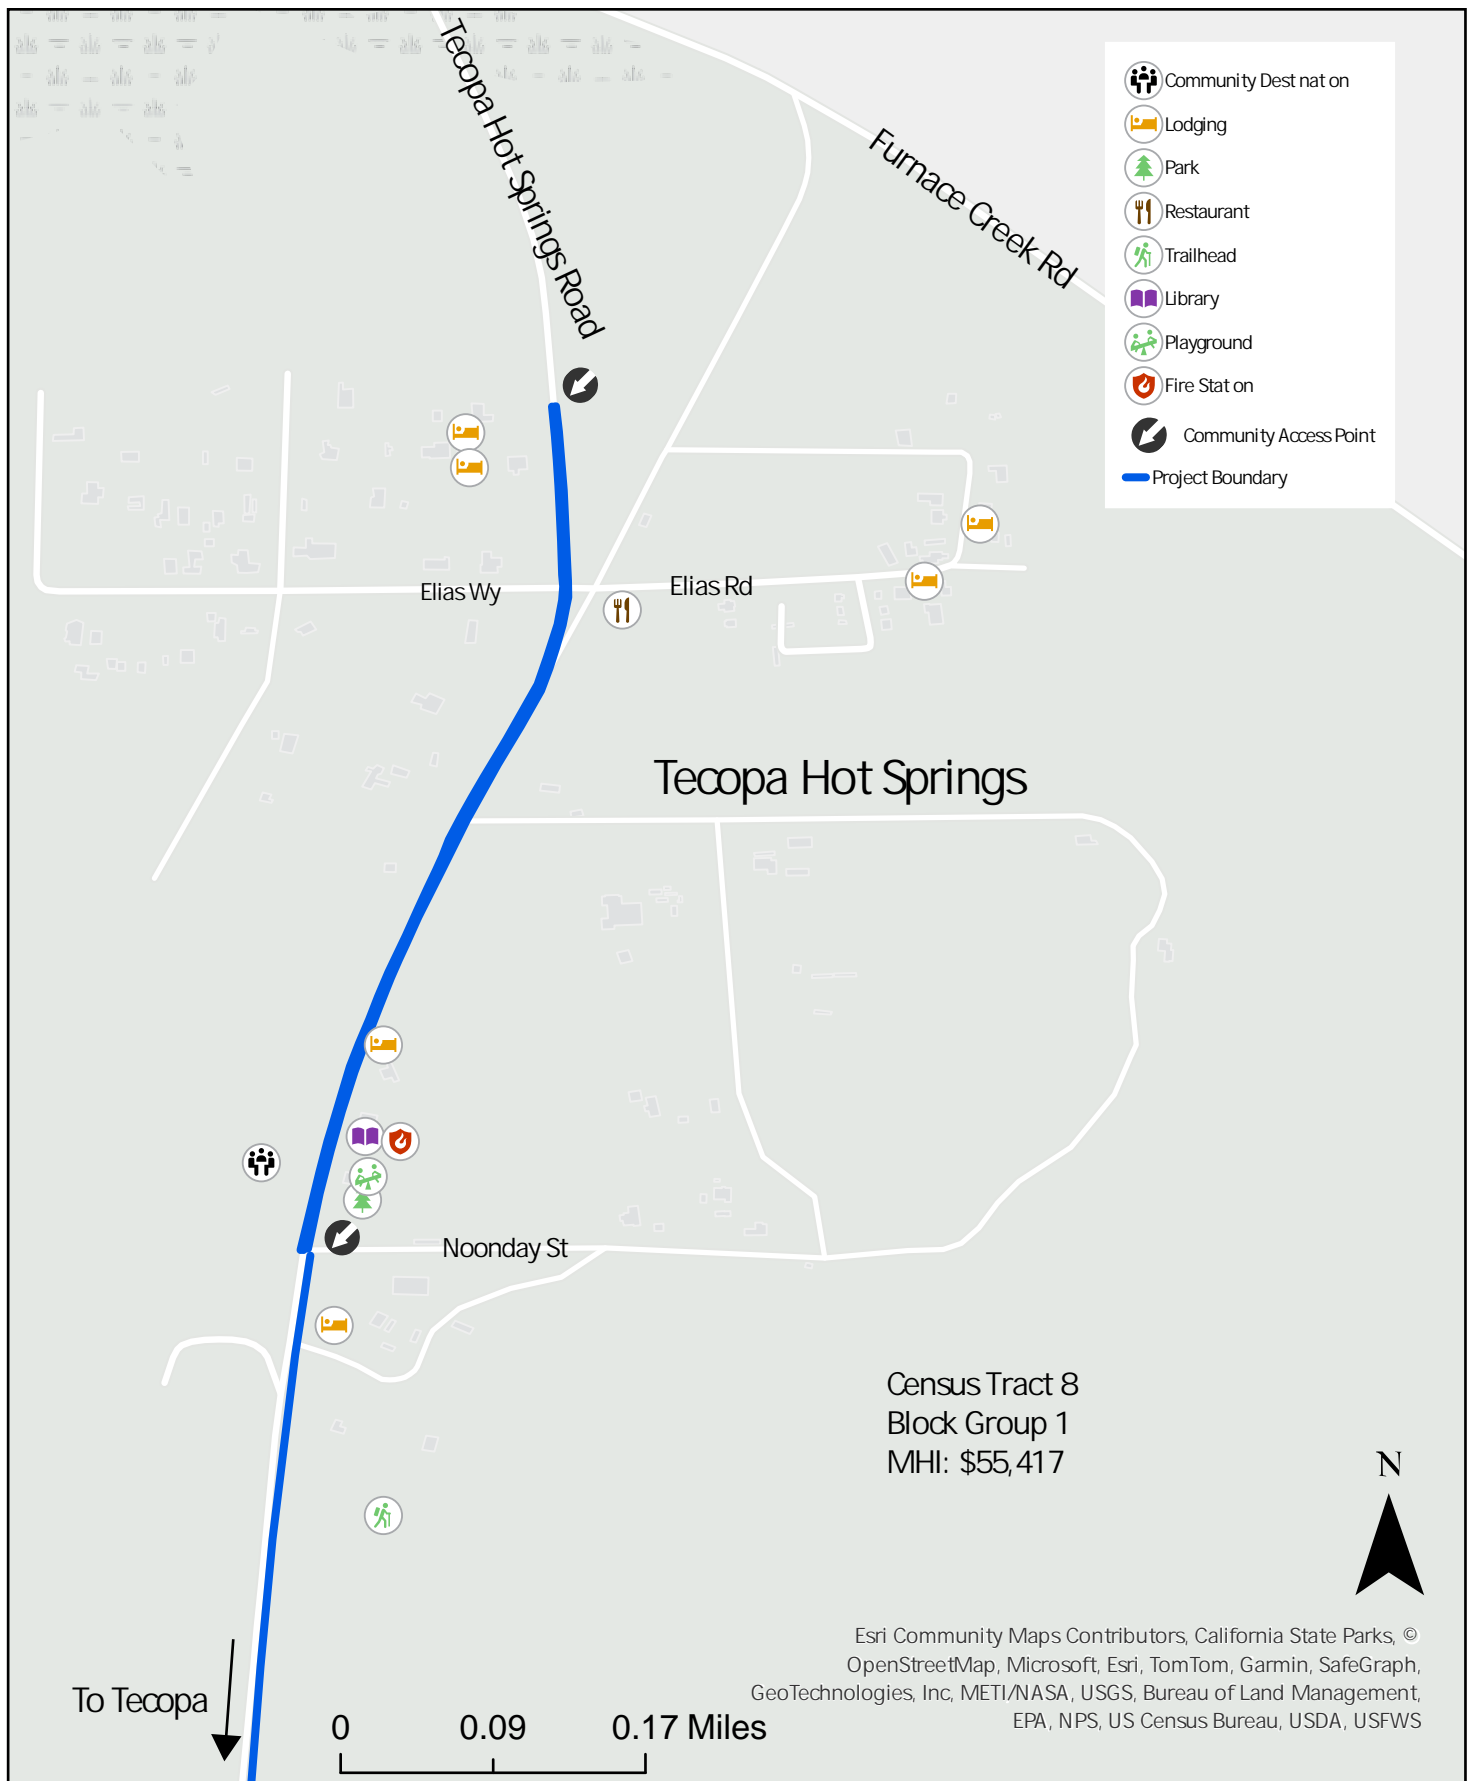 Tecopa Hot Springs Road
Furnace Creek Rd
Community Dest nat on
Lodging
Park
Restaurant
Trailhead
Library
Playground
Fire Stat on
Community Access Point
Project Boundary
Elias Wy
Elias Rd
Tecopa Hot Springs
Noonday St
Census Tract 8
Block Group 1
MHI: $55,417
N
Esri Community Maps Contributors, California State Parks, ©
OpenStreetMap, Microsoft, Esri, TomTom, Garmin, SafeGraph,
GeoTechnologies, Inc, METI/NASA, USGS, Bureau of Land Management,
EPA, NPS, US Census Bureau, USDA, USFWS
To Tecopa
0 0.09 0.17 Miles